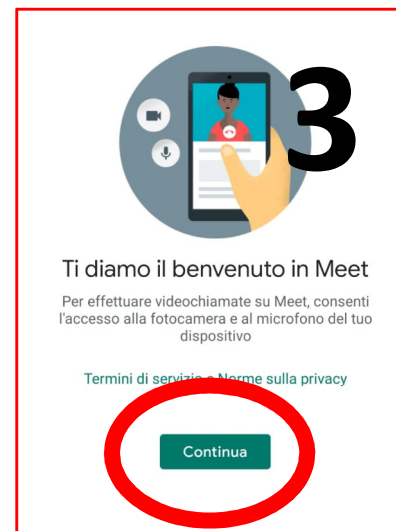 3
Ti diamo il benvenuto in Meet
Per effettuare videochiamate su Meet, consenti
l'accesso alla fotocamera e al microfono del tuo
dispositivo
Termini di servizio e Norme sulla privacy
Continua